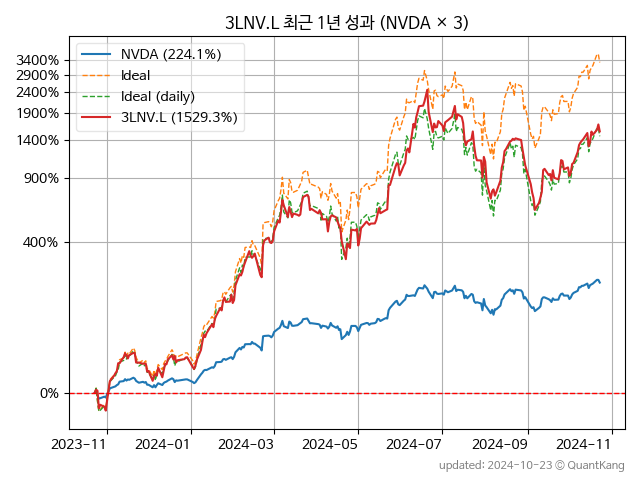 3LNV.L 최근 1년 성과 (NVDA × 3)
NVDA (224.1%)
Ideal
Ideal (daily)
3LNV.L (1529.3%)
3400%
2900%
2400%
1900%
1400%
900%
400%
0%
2023-11 2024-01 2024-03 2024-05 2024-07 2024-09 2024-11
updated: 2024-10-23 © QuantKang